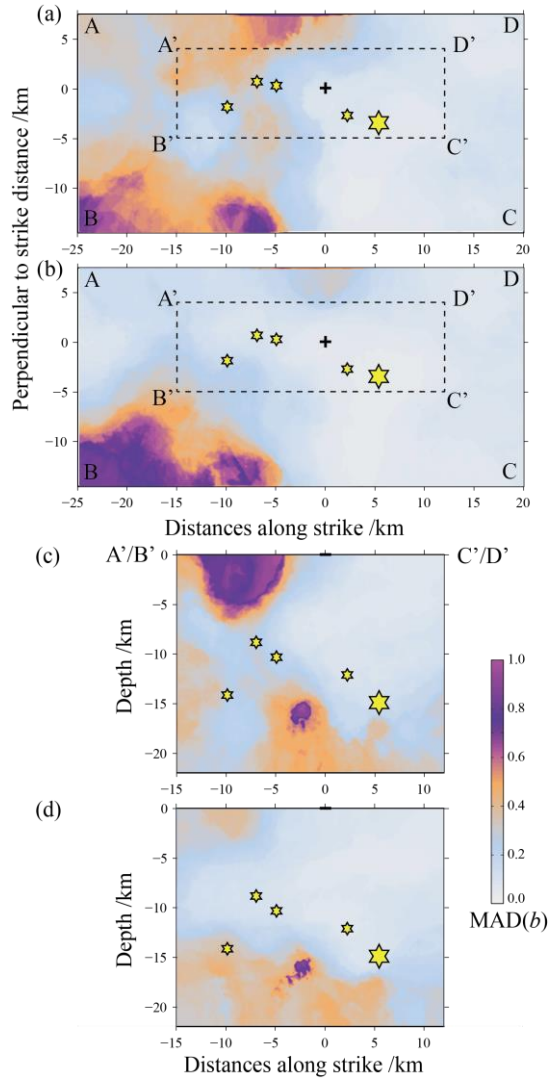 (a)
A D
5
A' D'
0
-5
B' C'
-10
B C
-25 -20 -15 -10 -5 0 5 10 15 20
Perpendicular to strike distance /km
(b)
A D
5
A' D'
0
-5
B' C'
-10
B C
-25 -20 -15 -10 -5 0 5 10 15 20
Distances along strike /km
(c) A'/B' C'/D'
0
-5
-10
-15
-20
Depth /km
-15 -10 -5 0 5 10
1.0
0.8
0.6
0.4
0.2
0.0
MAD(b)
(d)
0
-5
-10
-15
-20
Depth /km
-15 -10 -5 0 5 10
Distances along strike /km